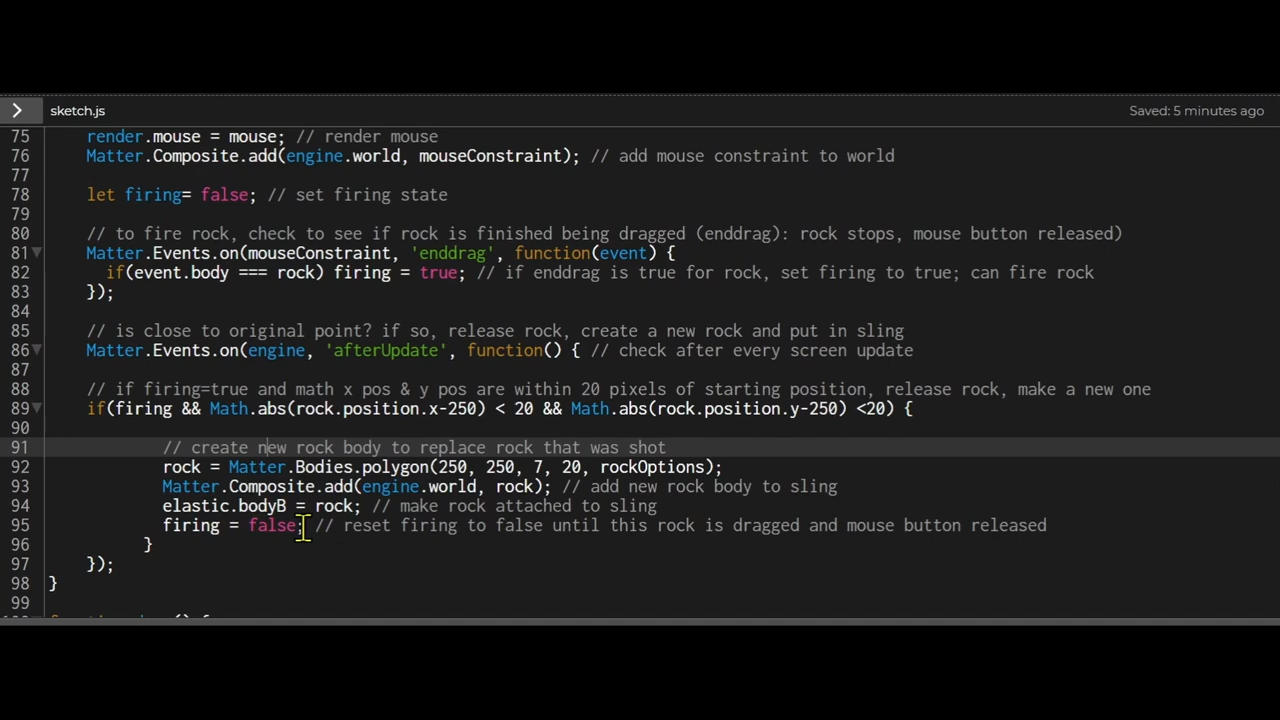 sketch.js
Saved: 5 minutes ago
75 render.mouse = mouse; // render mouse
76 Matter.Composite.add(engine.world, mouseConstraint); // add mouse constraint to world
77
78 let firing= false; // set firing state
79
80 // to fire rock, check to see if rock is finished being dragged (enddrag): rock stops, mouse button released)
81 Matter.Events.on(mouseConstraint, 'enddrag', function(event) {
82 if(event.body === rock) firing = true; // if enddrag is true for rock, set firing to true; can fire rock
83 });
84
85 // is close to original point? if so, release rock, create a new rock and put in sling
86 Matter.Events.on(engine, 'afterUpdate', function() { // check after every screen update
87
88 // if firing=true and math x pos & y pos are within 20 pixels of starting position, release rock, make a new one
89 if(firing && Math.abs(rock.position.x-250) < 20 && Math.abs(rock.position.y-250) <20) {
90
91 // create new rock body to replace rock that was shot
92 rock = Matter.Bodies.polygon(250, 250, 7, 20, rockOptions);
93 Matter.Composite.add(engine.world, rock); // add new rock body to sling
94 elastic.bodyB = rock; // make rock attached to sling
95 firing = false; // reset firing to false until this rock is dragged and mouse button released
96 }
97 });
98 }
99